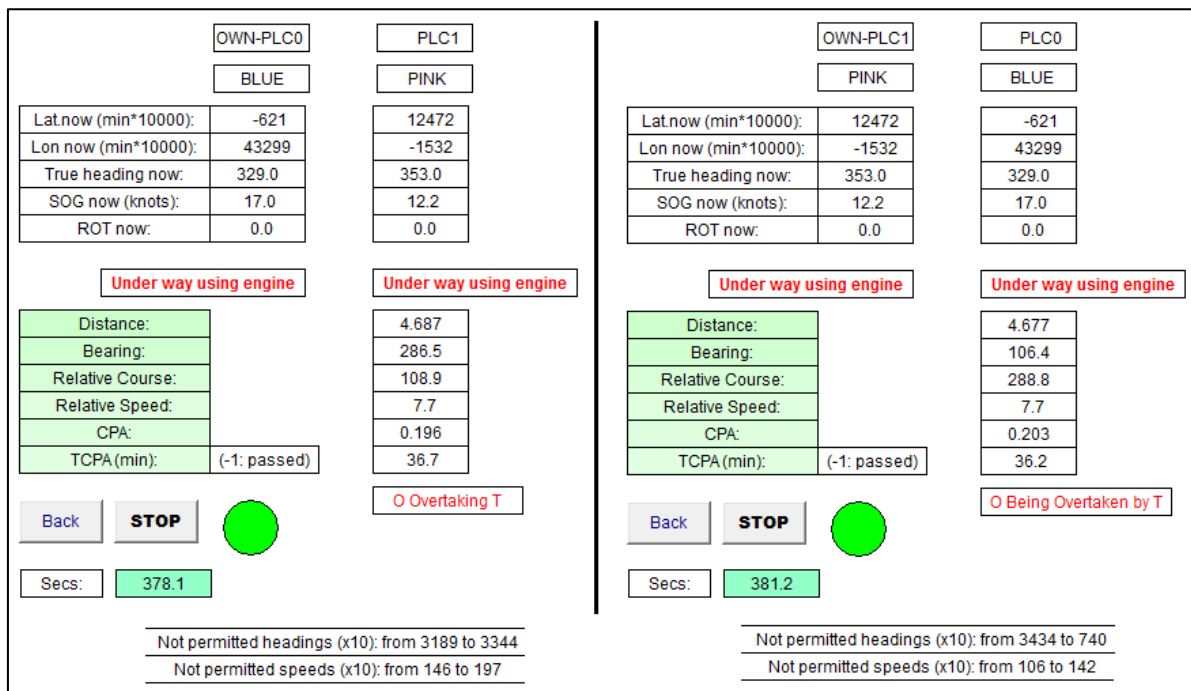 OWN-PLC0 PLC1
BLUE PINK
Lat.now (min*10000): -621 12472
Lon now (min*10000): 43299 -1532
True heading now: 329.0 353.0
SOG now (knots): 17.0 12.2
ROT now: 0.0 0.0
Under way using engine Under way using engine
Distance: 4.687
Bearing: 286.5
Relative Course: 108.9
Relative Speed: 7.7
CPA: 0.196
TCPA (min): (-1: passed) 36.7
O Overtaking T
Back STOP
Secs: 378.1
Not permitted headings (x10): from 3189 to 3344
Not permitted speeds (x10): from 146 to 197
OWN-PLC1 PLC0
PINK BLUE
Lat.now (min*10000): 12472 -621
Lon now (min*10000): -1532 43299
True heading now: 353.0 329.0
SOG now (knots): 12.2 17.0
ROT now: 0.0 0.0
Under way using engine Under way using engine
Distance: 4.677
Bearing: 106.4
Relative Course: 288.8
Relative Speed: 7.7
CPA: 0.203
TCPA (min): (-1: passed) 36.2
O Being Overtaken by T
Back STOP
Secs: 381.2
Not permitted headings (x10): from 3434 to 740
Not permitted speeds (x10): from 106 to 142